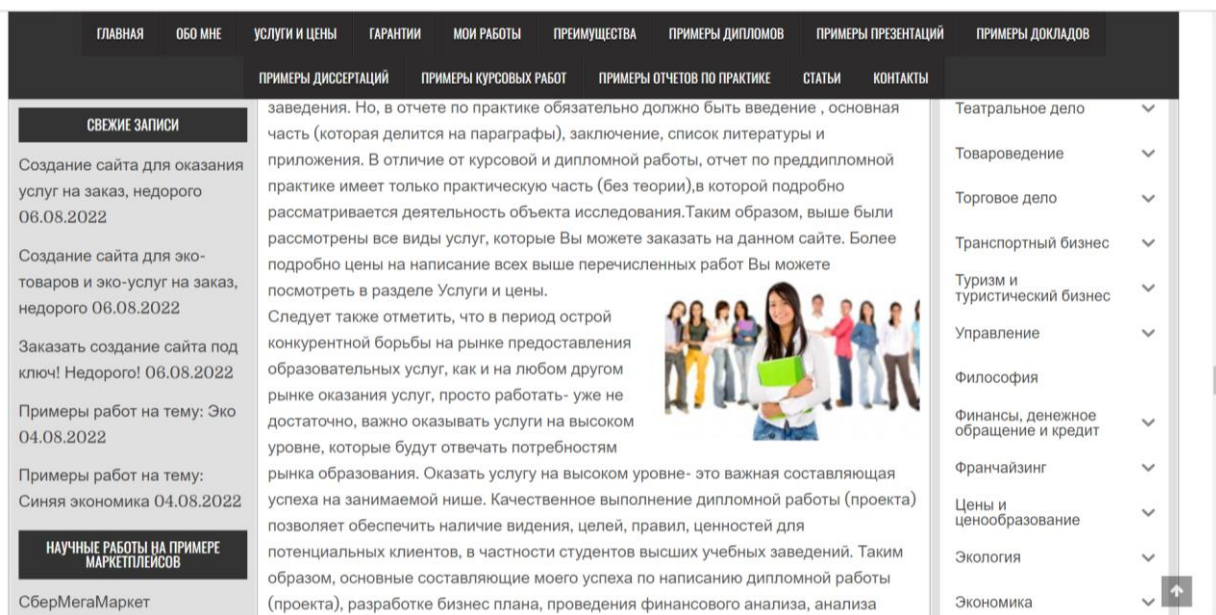 ГЛАВНАЯ ОБО МНЕ УСЛУГИ И ЦЕНЫ ГАРАНТИИ МОИ РАБОТЫ ПРЕИМУЩЕСТВА ПРИМЕРЫ ДИПЛОМОВ ПРИМЕРЫ ПРЕЗЕНТАЦИЙ ПРИМЕРЫ ДОКЛАДОВ
ПРИМЕРЫ ДИССЕРТАЦИЙ ПРИМЕРЫ КУРСОВЫХ РАБОТ ПРИМЕРЫ ОТЧЕТОВ ПО ПРАКТИКЕ СТАТЬИ КОНТАКТЫ
СВЕЖИЕ ЗАПИСИ
Создание сайта для оказания
услуг на заказ, недорого
06.08.2022
Создание сайта для эко-
товаров и эко-услуг на заказ,
недорого 06.08.2022
Заказать создание сайта под
ключ! Недорого! 06.08.2022
Примеры работ на тему: Эко
04.08.2022
Примеры работ на тему:
Синяя экономика 04.08.2022
НАУЧНЫЕ РАБОТЫ НА ПРИМЕРЕ
МАРКЕТПЛЕЙСОВ
СберМегаМаркет
заведения. Но, в отчете по практике обязательно должно быть введение , основная
часть (которая делится на параграфы), заключение, список литературы и
приложения. В отличие от курсовой и дипломной работы, отчет по преддипломной
практике имеет только практическую часть (без теории),в которой подробно
рассматривается деятельность объекта исследования.Таким образом, выше были
рассмотрены все виды услуг, которые Вы можете заказать на данном сайте. Более
подробно цены на написание всех выше перечисленных работ Вы можете
посмотреть в разделе Услуги и цены.
Следует также отметить, что в период острой
конкурентной борьбы на рынке предоставления
образовательных услуг, как и на любом другом
рынке оказания услуг, просто работать- уже не
достаточно, важно оказывать услуги на высоком
уровне, которые будут отвечать потребностям
рынка образования. Оказать услугу на высоком уровне- это важная составляющая
успеха на занимаемой нише. Качественное выполнение дипломной работы (проекта)
позволяет обеспечить наличие видения, целей, правил, ценностей для
потенциальных клиентов, в частности студентов высших учебных заведений. Таким
образом, основные составляющие моего успеха по написанию дипломной работы
(проекта), разработке бизнес плана, проведения финансового анализа, анализа
Театральное дело
Товароведение
Торговое дело
Транспортный бизнес
Туризм и
туристический бизнес
Управление
Философия
Финансы, денежное
обращение и кредит
Франчайзинг
Цены и
ценообразование
Экология
Экономика